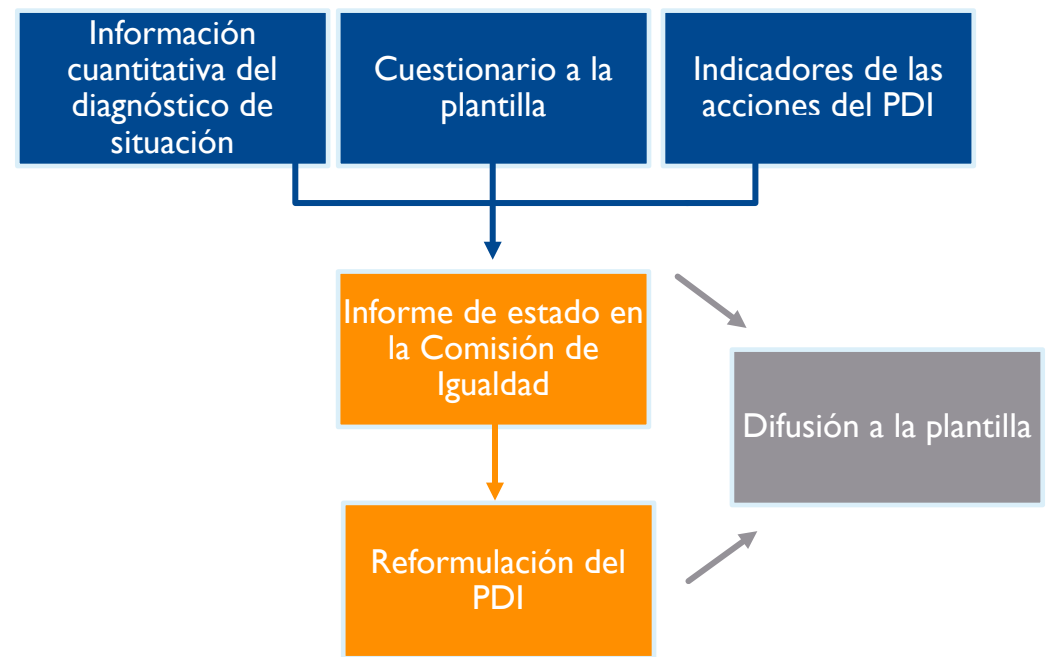 Información
cuantitativa del
diagnóstico de
situación
Cuestionario a la
plantilla
Indicadores de las
acciones del PDI
Informe de estado en
la Comisión de
Igualdad
Difusión a la plantilla
Reformulación del
PDI